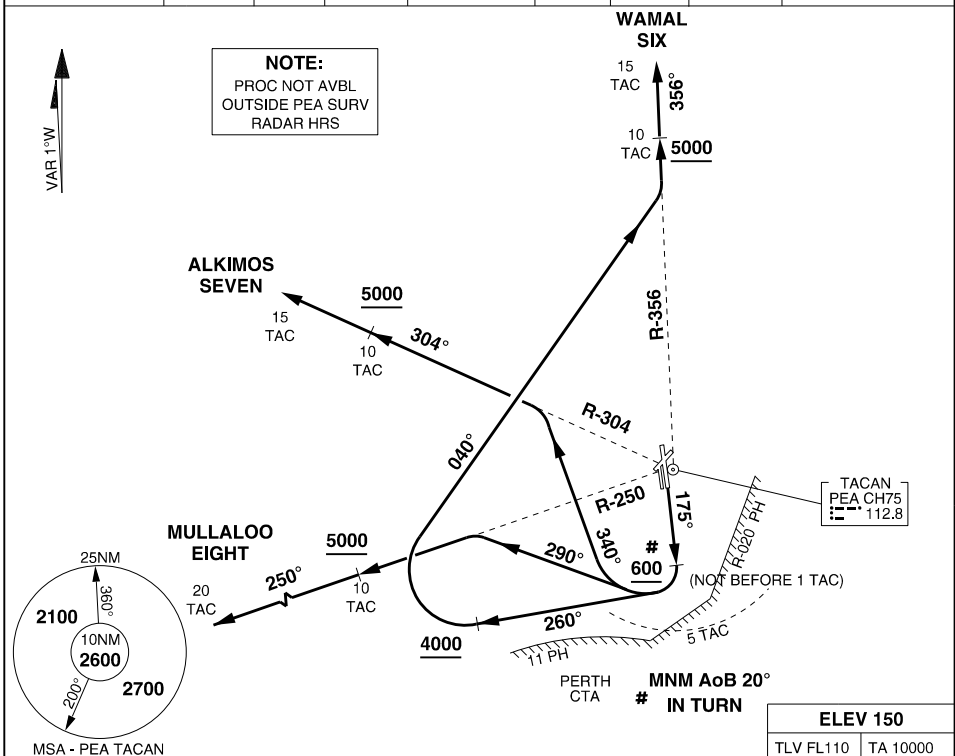 WAMAL
SIX
15
TAC
356°
10
TAC
5000
NOTE:
PROC NOT AVBL
OUTSIDE PEA SURV
RADAR HRS
VAR 1°W
ALKIMOS
SEVEN
15
TAC
5000
10
TAC
304°
R-356
R-304
040°
TACAN
PEA CH75
112.8
R-250
175°
R-020 PH
MULLALOO
EIGHT
5000
250°
20
TAC
10
TAC
290°
340°
#
600
(NOT BEFORE 1 TAC)
260°
4000
5 TAC
11 PH
PERTH
CTA
# MNM AoB 20°
IN TURN
25NM
360°
2100
10NM
2600
2700
200°
MSA - PEA TACAN
ELEV 150
TLV FL110 TA 10000